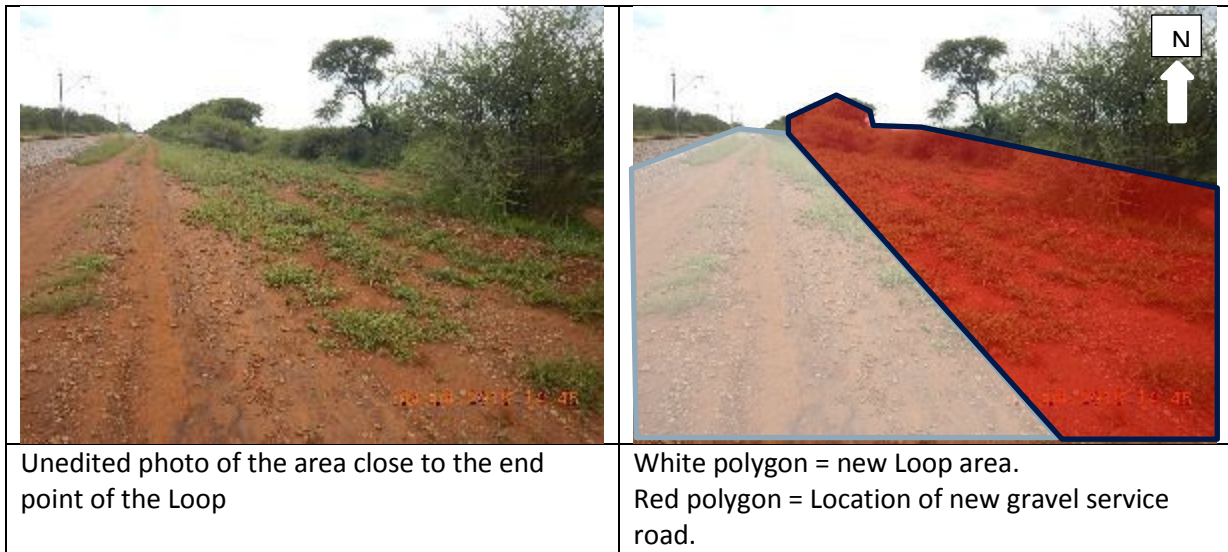 N
Unedited photo of the area close to the end
point of the Loop
White polygon = new Loop area.
Red polygon = Location of new gravel service
road.